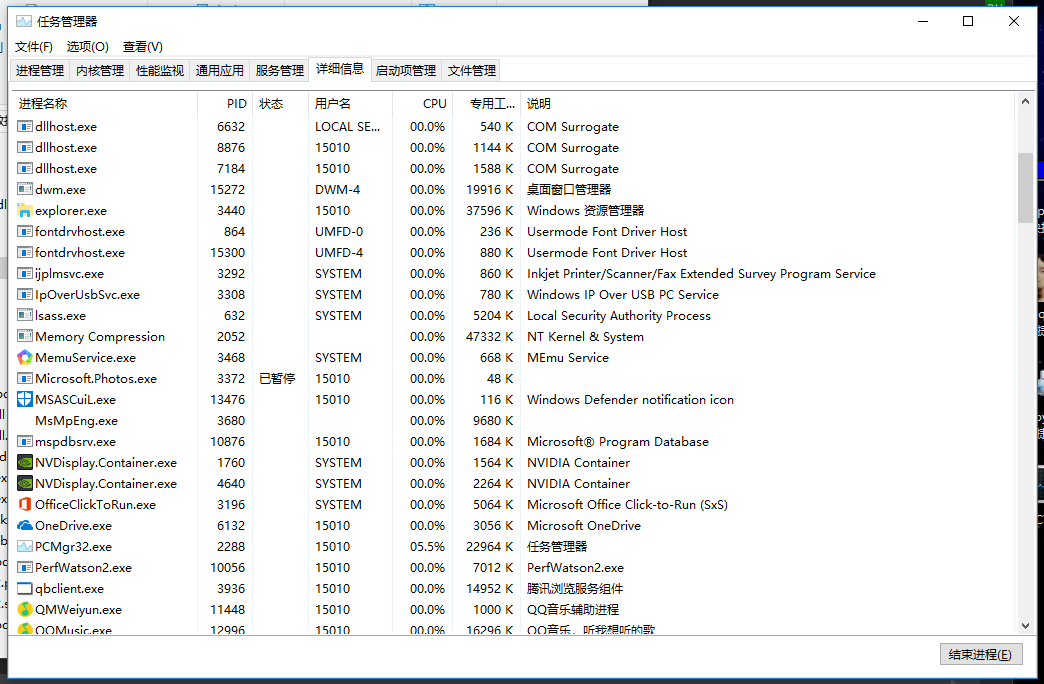 任务管理器
文件(F) 选项(O) 查看(V)
进程管理 内核管理 性能监视 通用应用 服务管理 详细信息 启动项管理 文件管理
进程名称 PID 状态 用户名 CPU 专用工... 说明
dllhost.exe 6632 LOCAL SE... 00.0% 540 K COM Surrogate
dllhost.exe 8876 15010 00.0% 1144 K COM Surrogate
dllhost.exe 7184 15010 00.0% 1588 K COM Surrogate
dwm.exe 15272 DWM-4 00.0% 19916 K 桌面窗口管理器
explorer.exe 3440 15010 00.0% 37596 K Windows 资源管理器
fontdrvhost.exe 864 UMFD-0 00.0% 236 K Usermode Font Driver Host
fontdrvhost.exe 15300 UMFD-4 00.0% 880 K Usermode Font Driver Host
ijplmsvc.exe 3292 SYSTEM 00.0% 860 K Inkjet Printer/Scanner/Fax Extended Survey Program Service
IpOverUsbSvc.exe 3308 SYSTEM 00.0% 780 K Windows IP Over USB PC Service
lsass.exe 632 SYSTEM 00.0% 5204 K Local Security Authority Process
Memory Compression 2052 00.0% 47332 K NT Kernel & System
MemuService.exe 3468 SYSTEM 00.0% 668 K MEmu Service
Microsoft.Photos.exe 3372 已暂停 15010 00.0% 48 K
MSASCuiL.exe 13476 15010 00.0% 116 K Windows Defender notification icon
MsMpEng.exe 3680 00.0% 9680 K
mspdbsrv.exe 10876 15010 00.0% 1684 K Microsoft® Program Database
NVDisplay.Container.exe 1760 SYSTEM 00.0% 1564 K NVIDIA Container
NVDisplay.Container.exe 4640 SYSTEM 00.0% 2264 K NVIDIA Container
OfficeClickToRun.exe 3196 SYSTEM 00.0% 5064 K Microsoft Office Click-to-Run (SxS)
OneDrive.exe 6132 15010 00.0% 3056 K Microsoft OneDrive
PCMgr32.exe 2288 15010 05.5% 22964 K 任务管理器
PerfWatson2.exe 10056 15010 00.0% 7012 K PerfWatson2.exe
qbclient.exe 3936 15010 00.0% 14952 K 腾讯浏览服务组件
QMWeiyun.exe 11448 15010 00.0% 1000 K QQ音乐辅助进程
QQMusic.exe 12996 15010 00.0% 16296 K QQ音乐，听我想听的歌
结束进程(E)